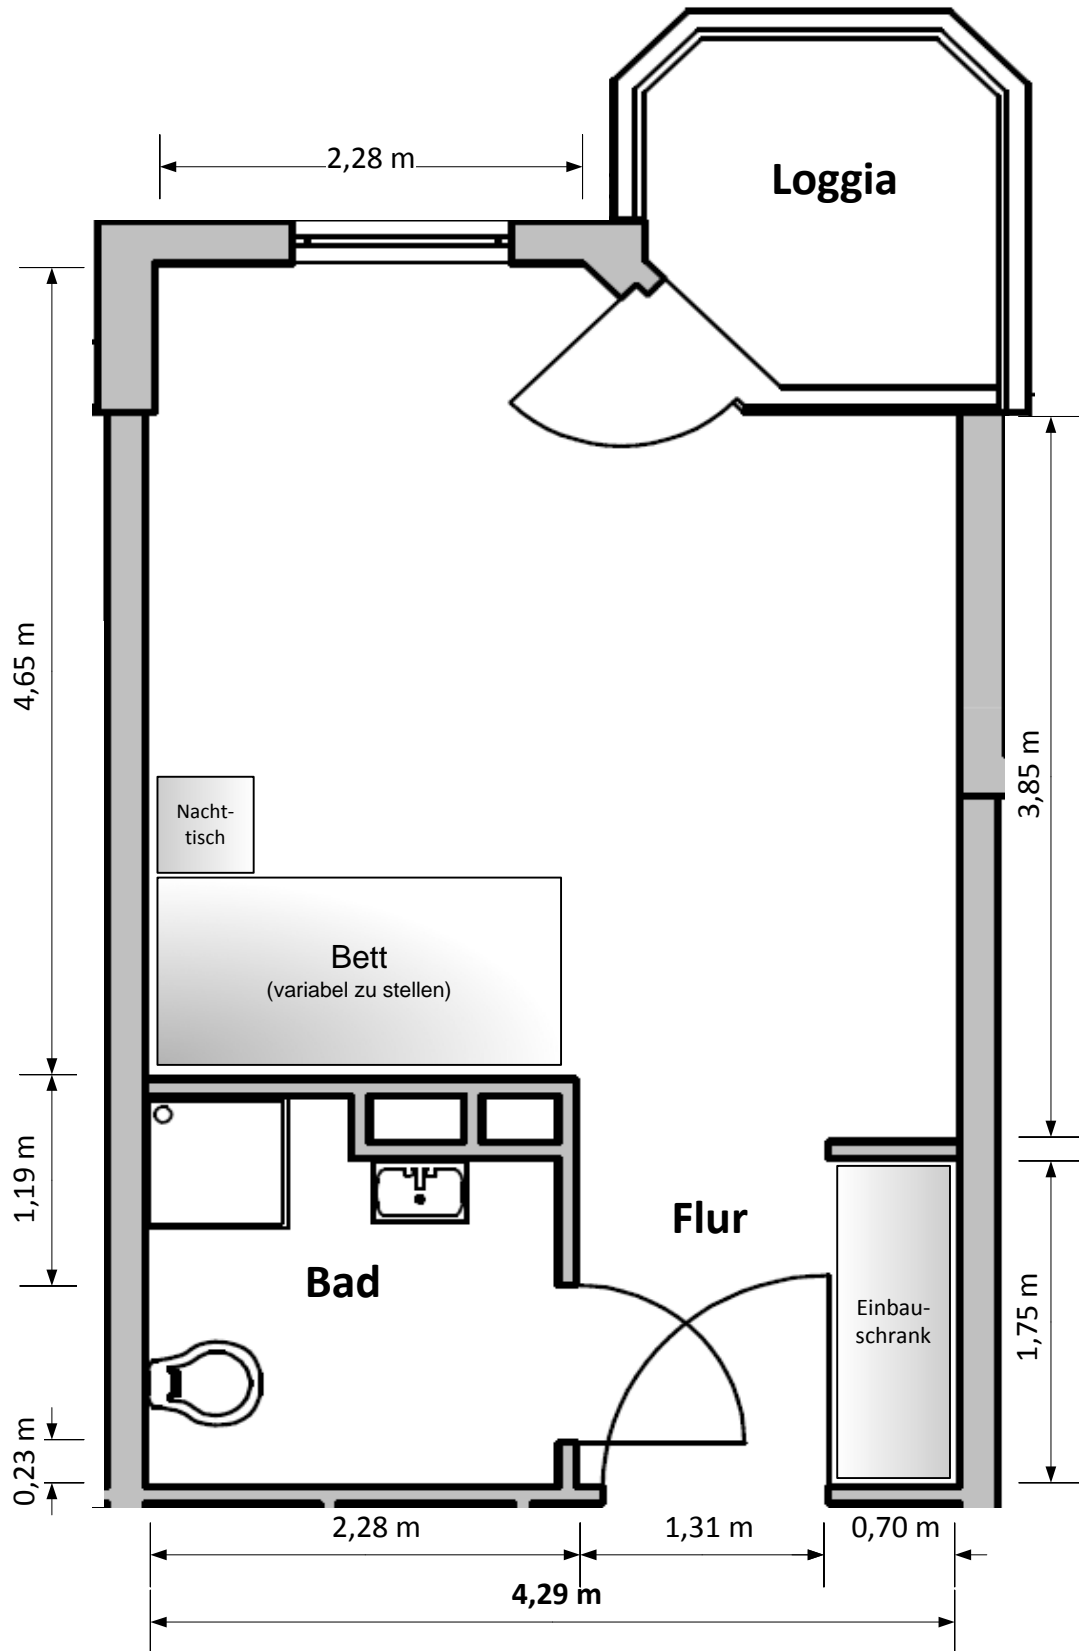 2,28 m
Loggia
4,65 m
3,85 m
Nacht-
tisch
Bett
(variabel zu stellen)
1,19 m
Flur
Bad
Einbau-
schrank
1,75 m
0,23 m
2,28 m
1,31 m
0,70 m
4,29 m